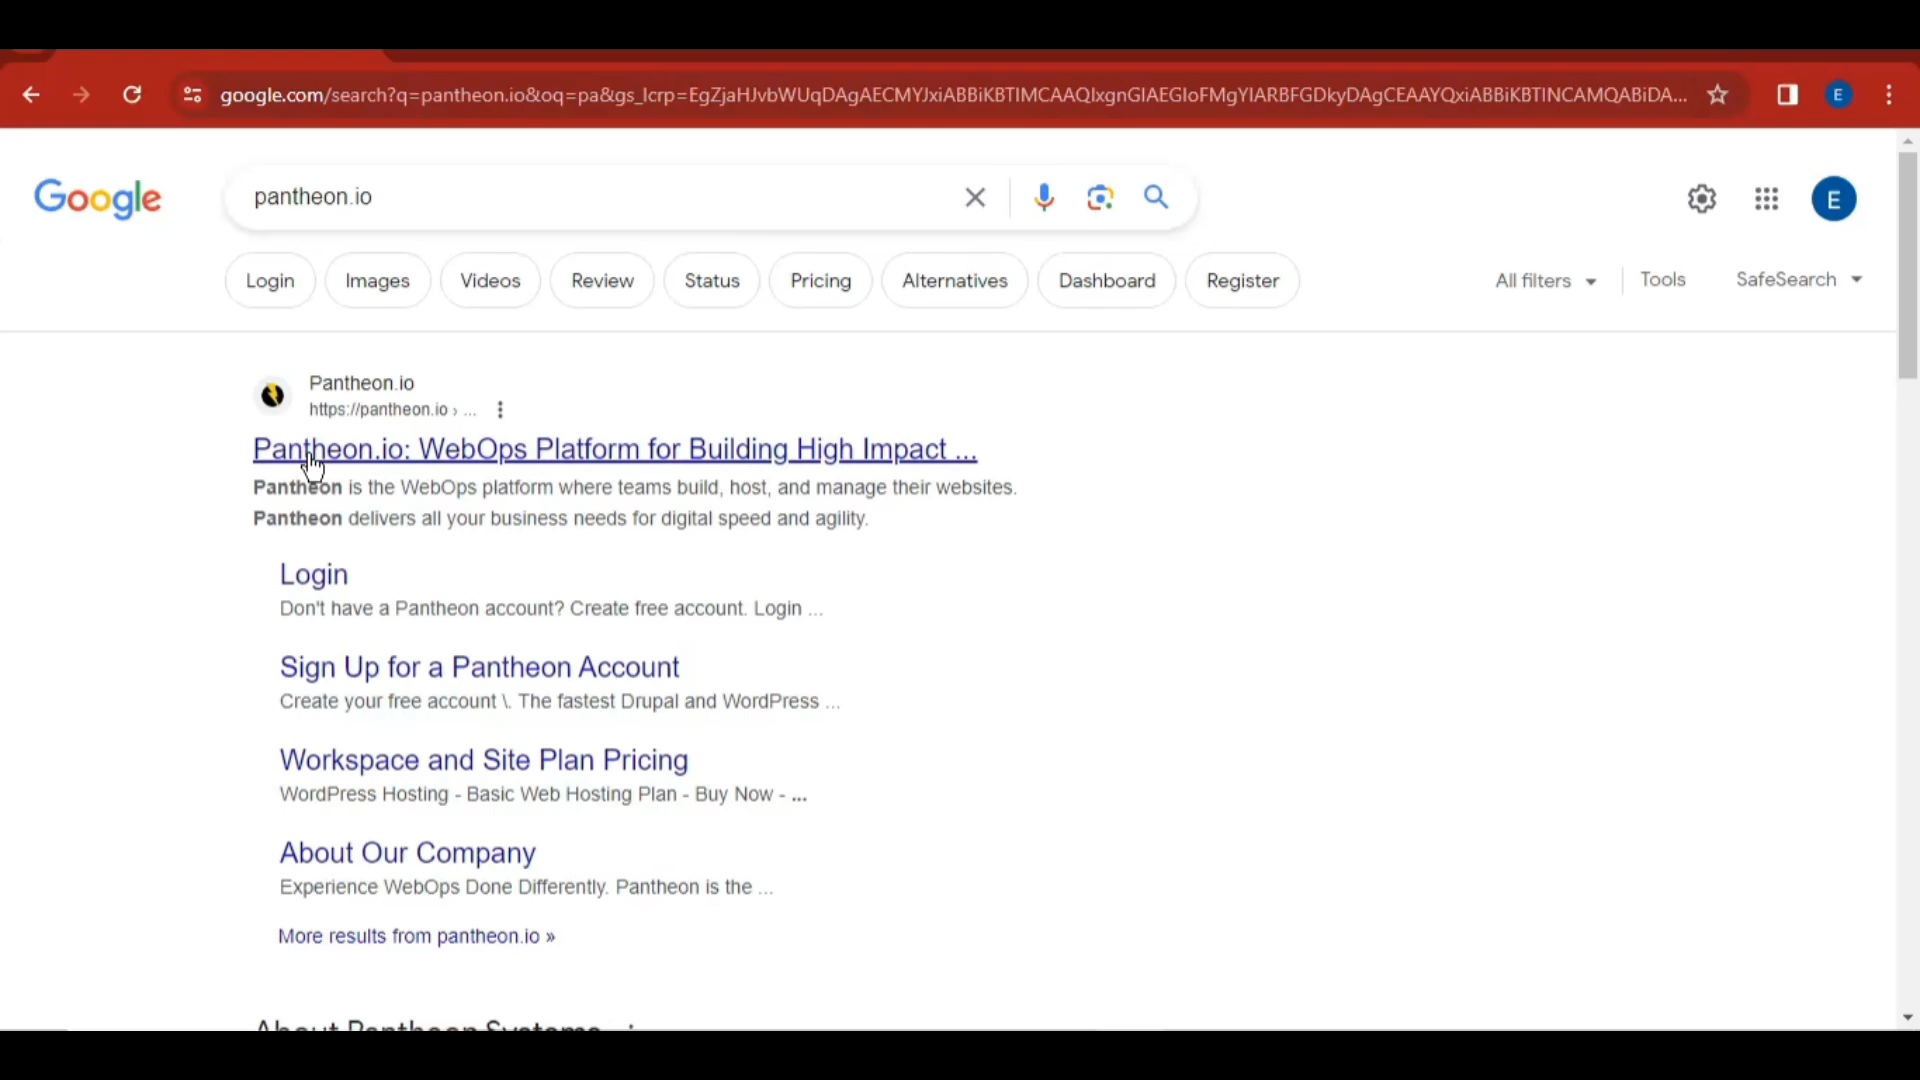 google.com/search?q=pantheon.io&oq=pa&gs_lcrp=EgZjaHJvbWUqDAgAECMYJxiABBiKBTIMCAAQIxgnGIAEGIoFMgYIARBFGDkyDAgCEAAYQxiABBiKBTINCAMQABiDA...
E
Google
pantheon.io
E
Login
Images
Videos
Review
Status
Pricing
Alternatives
Dashboard
Register
All filters
Tools
SafeSearch
Pantheon.io
https://pantheon.io › ...
Pantheon.io: WebOps Platform for Building High Impact ...
Pantheon is the WebOps platform where teams build, host, and manage their websites.
Pantheon delivers all your business needs for digital speed and agility.
Login
Don't have a Pantheon account? Create free account. Login ...
Sign Up for a Pantheon Account
Create your free account \. The fastest Drupal and WordPress ...
Workspace and Site Plan Pricing
WordPress Hosting - Basic Web Hosting Plan - Buy Now - ...
About Our Company
Experience WebOps Done Differently. Pantheon is the ...
More results from pantheon.io »
About Pantheon Systems